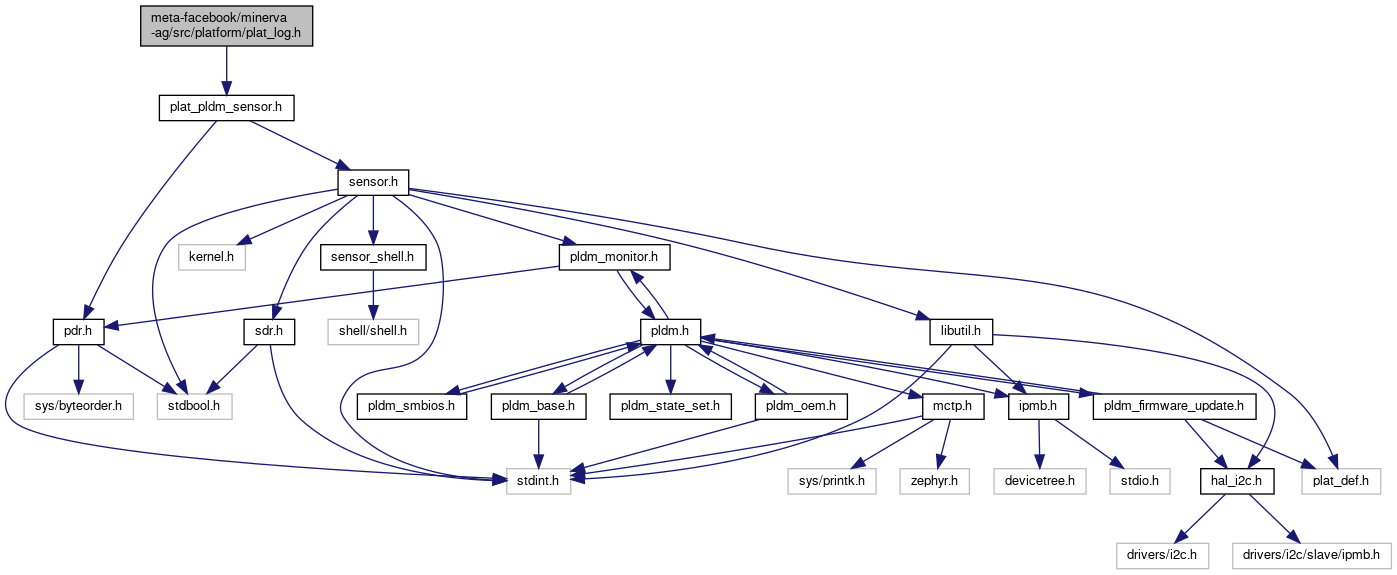 meta-facebook/minerva
-ag/src/platform/plat_log.h
plat_pldm_sensor.h
sensor.h
kernel.h
sensor_shell.h
pldm_monitor.h
pdr.h
sdr.h
shell/shell.h
pldm.h
libutil.h
sys/byteorder.h
stdbool.h
pldm_smbios.h
pldm_base.h
pldm_state_set.h
pldm_oem.h
mctp.h
ipmb.h
pldm_firmware_update.h
stdint.h
sys/printk.h
zephyr.h
devicetree.h
stdio.h
hal_i2c.h
plat_def.h
drivers/i2c.h
drivers/i2c/slave/ipmb.h